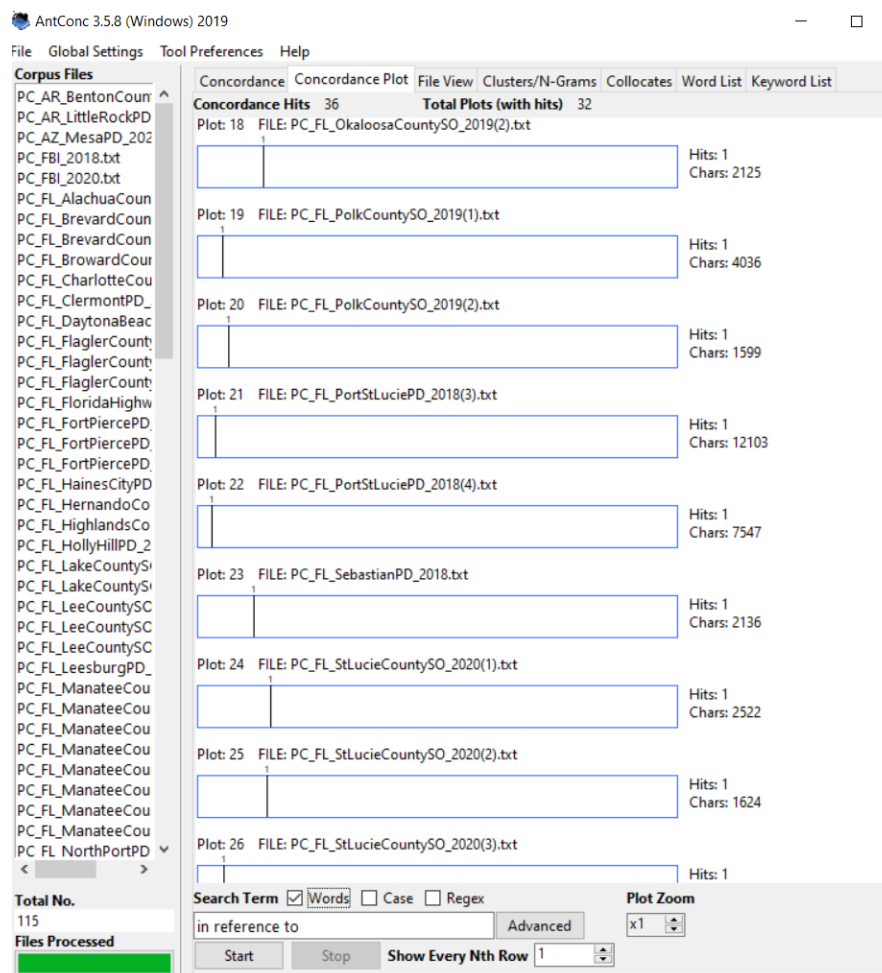 AntConc 3.5.8 (Windows) 2019
File Global Settings Tool Preferences Help
Corpus Files
PC_AR_BentonCoun
PC_AR_LittleRockPD
PC_AZ_MesaPD_202
PC_FBI_2018.txt
PC_FBI_2020.txt
PC_FL_AlachuaCoun
PC_FL_BrevardCoun
PC_FL_BrevardCoun
PC_FL_BrowardCour
PC_FL_CharlotteCou
PC_FL_ClermontPD_
PC_FL_DaytonaBeac
PC_FL_FlaglerCounty
PC_FL_FlaglerCounty
PC_FL_FlaglerCounty
PC_FL_FloridaHighw
PC_FL_FortPiercePD_
PC_FL_FortPiercePD_
PC_FL_FortPiercePD_
PC_FL_HainesCityPD
PC_FL_HernandoCo
PC_FL_HighlandsCo
PC_FL_HollyHillPD_2
PC_FL_LakeCountyS
PC_FL_LakeCountyS
PC_FL_LeeCountySO
PC_FL_LeeCountySO
PC_FL_LeeCountySO
PC_FL_LeesburgPD_
PC_FL_ManateeCou
PC_FL_ManateeCou
PC_FL_ManateeCou
PC_FL_ManateeCou
PC_FL_ManateeCou
PC_FL_ManateeCou
PC_FL_ManateeCou
PC_FL_ManateeCou
PC_FL_NorthPortPD
Total No.
115
Files Processed
Concordance Concordance Plot File View Clusters/N-Grams Collocates Word List Keyword List
Concordance Hits 36 Total Plots (with hits) 32
Plot: 18 FILE: PC_FL_OkaloosaCountySO_2019(2).txt
1
Hits: 1
Chars: 2125
Plot: 19 FILE: PC_FL_PolkCountySO_2019(1).txt
1
Hits: 1
Chars: 4036
Plot: 20 FILE: PC_FL_PolkCountySO_2019(2).txt
1
Hits: 1
Chars: 1599
Plot: 21 FILE: PC_FL_PortStLuciePD_2018(3).txt
1
Hits: 1
Chars: 12103
Plot: 22 FILE: PC_FL_PortStLuciePD_2018(4).txt
1
Hits: 1
Chars: 7547
Plot: 23 FILE: PC_FL_SebastianPD_2018.txt
1
Hits: 1
Chars: 2136
Plot: 24 FILE: PC_FL_StLucieCountySO_2020(1).txt
1
Hits: 1
Chars: 2522
Plot: 25 FILE: PC_FL_StLucieCountySO_2020(2).txt
1
Hits: 1
Chars: 1624
Plot: 26 FILE: PC_FL_StLucieCountySO_2020(3).txt
1
Hits: 1
Search Term Words Case Regex Plot Zoom
in reference to Advanced x1
Start Stop Show Every Nth Row 1